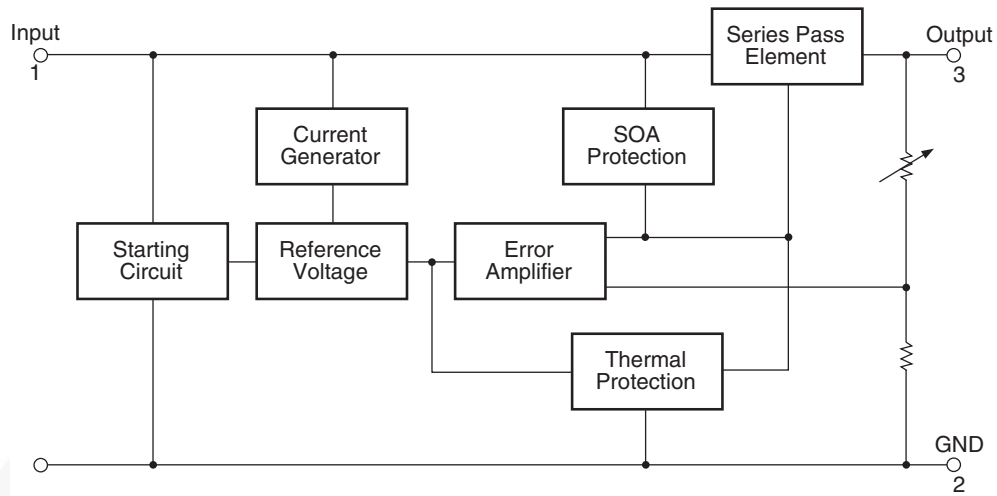 Input
1
Series Pass
Element
Output
3
Current
Generator
SOA
Protection
Starting
Circuit
Reference
Voltage
Error
Amplifier
Thermal
Protection
GND
2